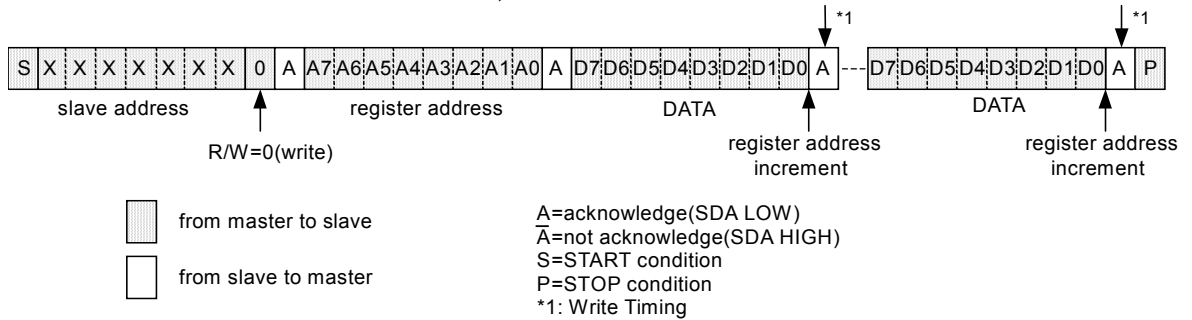 *1 *1
S X X X X X X X 0 A A7 A6 A5 A4 A3 A2 A1 A0 A D7 D6 D5 D4 D3 D2 D1 D0 A D7 D6 D5 D4 D3 D2 D1 D0 A P
slave address register address DATA DATA
R/W=0(write)
register address increment
register address increment
from master to slave
from slave to master
A=acknowledge(SDA LOW)
A̅=not acknowledge(SDA HIGH)
S=START condition
P=STOP condition
*1: Write Timing